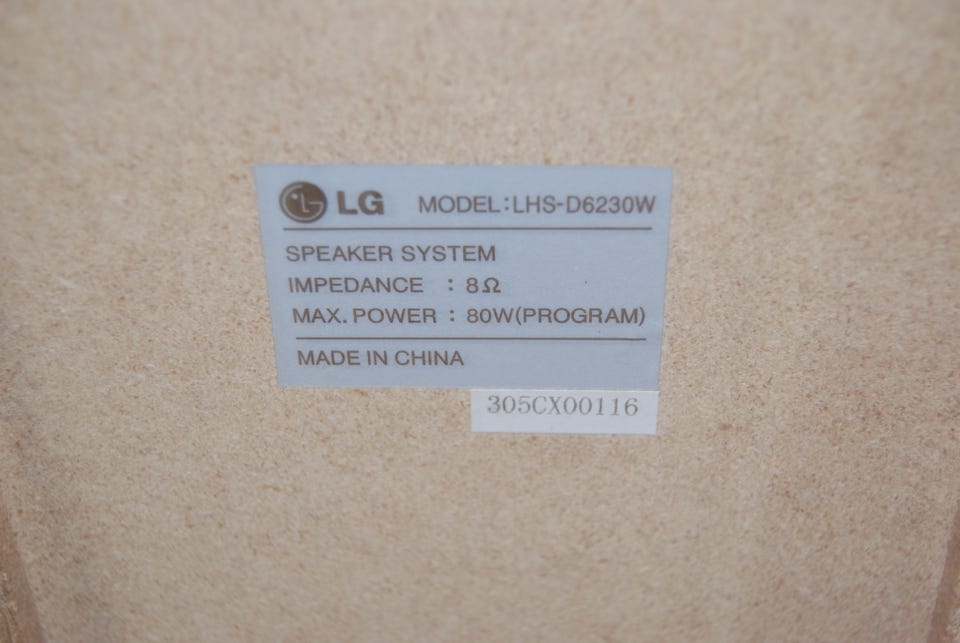 LG MODEL:LHS-D6230W
SPEAKER SYSTEM
IMPEDANCE : 8Ω
MAX. POWER : 80W(PROGRAM)
MADE IN CHINA
305CX00116